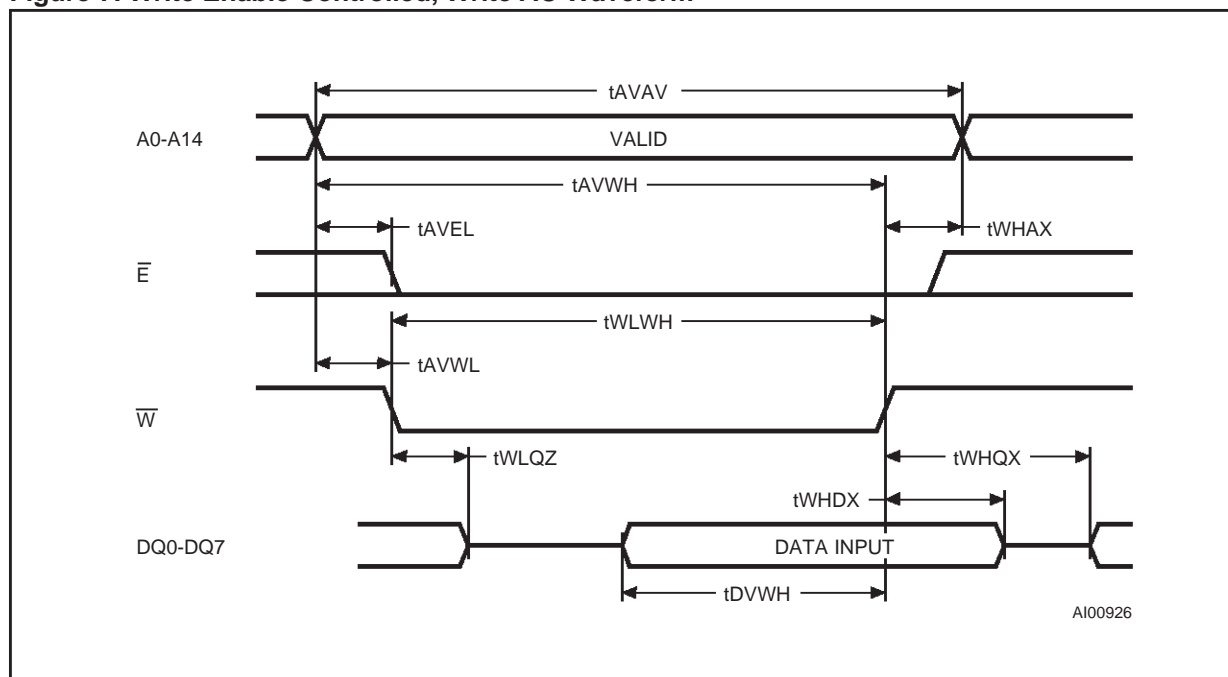 Figure 7. Write Enable Controlled, Write AC Waveform
tAVAV
A0-A14
VALID
tAVWH
tAVEL
tWHAX
E
tWLWH
tAVWL
W
tWLQZ
tWHQX
tWHDX
DQ0-DQ7
DATA INPUT
tDVWH
AI00926